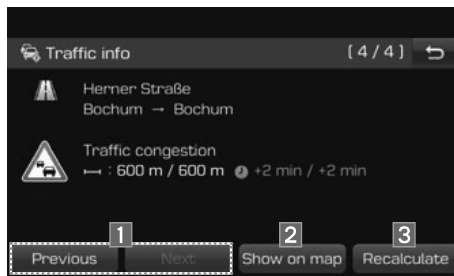 Traffic info (4/4)
Herner Straße
Bochum → Bochum
Traffic congestion
: 600 m / 600 m +2 min / +2 min
1 2 3
Previous Next Show on map Recalculate